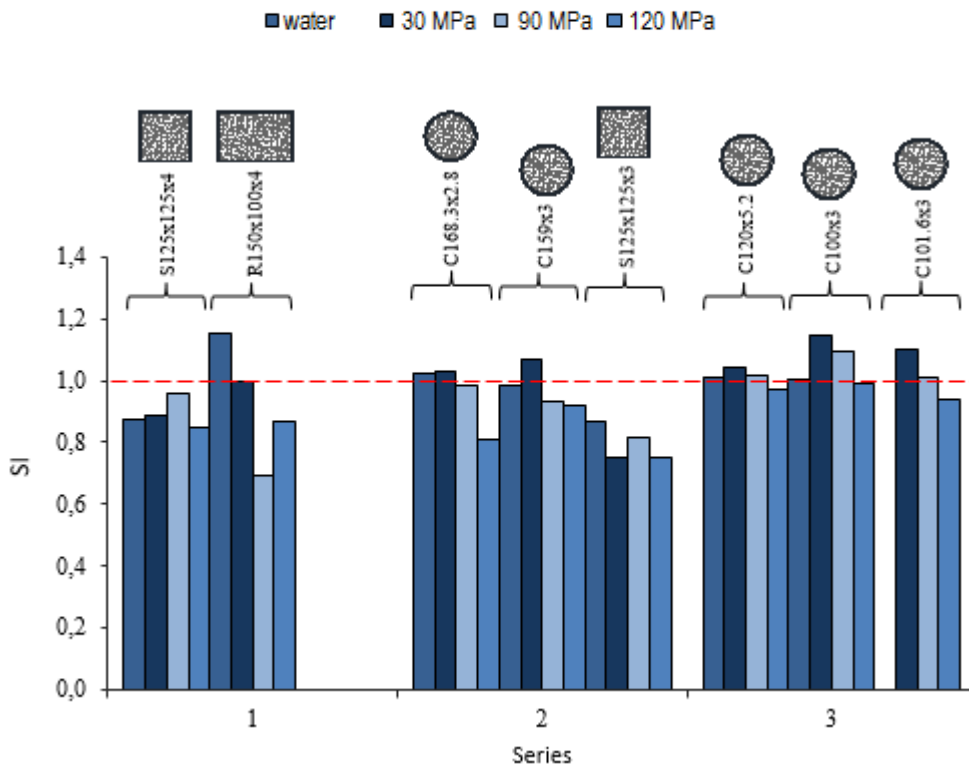 water 30 MPa 90 MPa 120 MPa
S125x125x4
R150x100x4
C168.3x2.8
C159x3
S125x125x3
C120x5.2
C100x3
C101.6x3
1,4
1,2
1,0
0,8
0,6
0,4
0,2
0,0
SI
1 2 3
Series